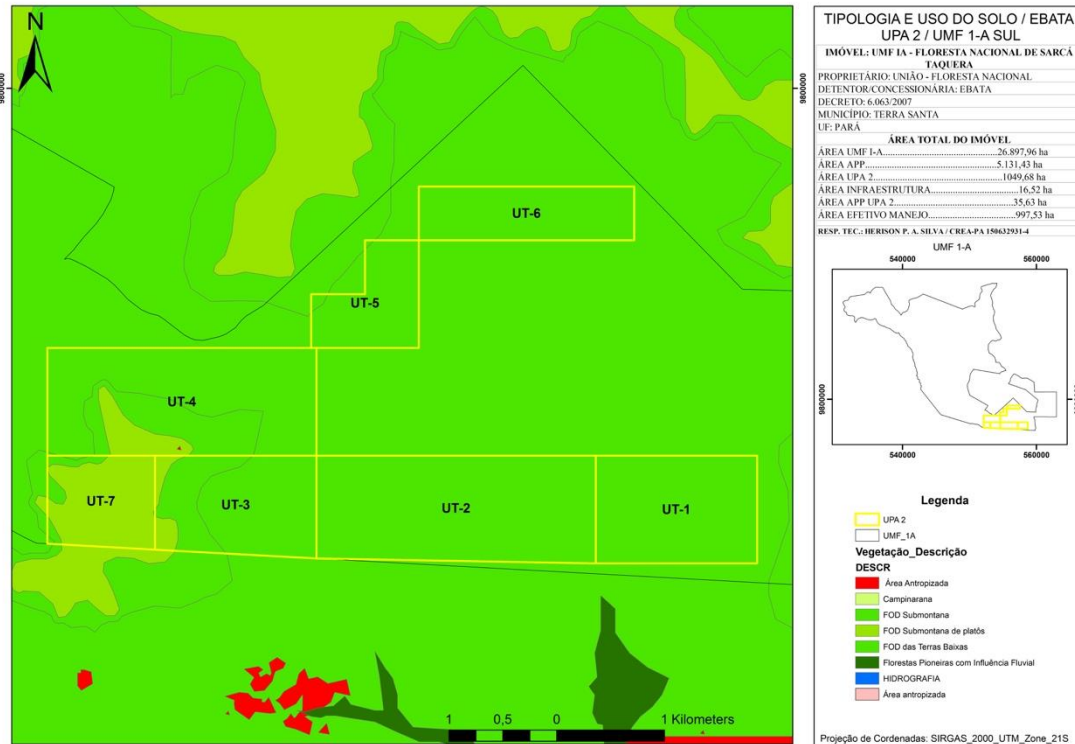 N
9800000
9800000
UT-6
UT-5
UT-4
UT-7
UT-3
UT-2
UT-1
1 0,5 0 1 Kilometers
TIPOLOGIA E USO DO SOLO / EBATA
UPA 2 / UMF 1-A SUL
IMÓVEL: UMF IA - FLORESTA NACIONAL DE SARCÁ
TAQUERA
PROPRIETÁRIO: UNIÃO - FLORESTA NACIONAL
DETENTOR/CONCESSIONÁRIA: EBATA
DECRETO: 6.063/2007
MUNICÍPIO: TERRA SANTA
UF: PARÁ
ÁREA TOTAL DO IMÓVEL
ÁREA UMF I-A..........................................26.897,96 ha
ÁREA APP................................................5.131,43 ha
ÁREA UPA 2................................................1049,68 ha
ÁREA INFRAESTRUTURA..............................16,52 ha
ÁREA APP UPA 2...........................................35,63 ha
ÁREA EFETIVO MANEJO................................997,53 ha
RESP. TEC.: HERISON P. A. SILVA / CREA-PA 150632931-4
UMF 1-A
540000 560000
9800000
540000 560000
Legenda
UPA 2
UMF_1A
Vegetação_Descrição
DESCR
Área Antropizada
Campinarana
FOD Submontana
FOD Submontana de platôs
FOD das Terras Baixas
Florestas Pioneiras com Influência Fluvial
HIDROGRAFIA
Área antropizada
Projeção de Cordenadas: SIRGAS_2000_UTM_Zone_21S